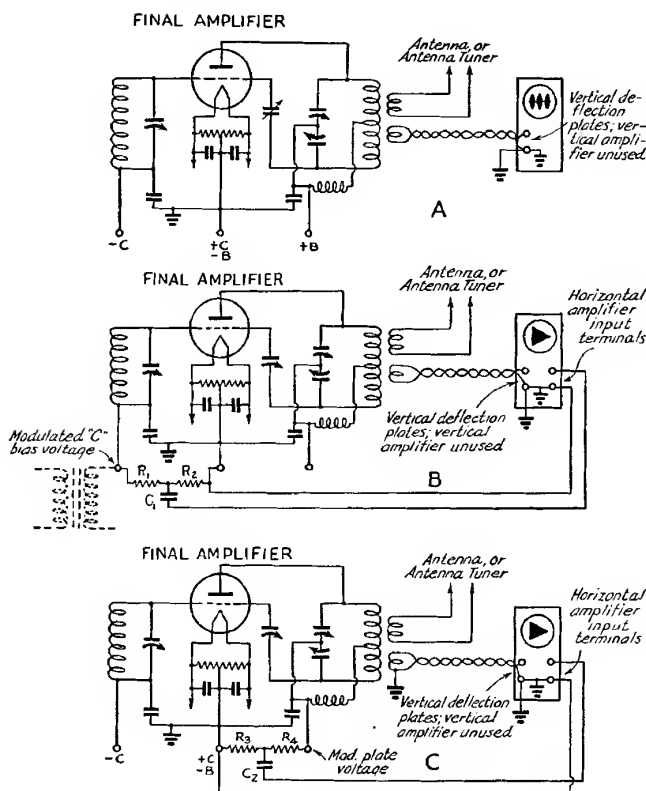 FINAL AMPLIFIER
Antenna, or
Antenna Tuner
Vertical de-
flection
plates; ver-
tical ampli-
fier unused
A
-C
+C
-B
+B
FINAL AMPLIFIER
Antenna, or
Antenna Tuner
Horizontal
amplifier
input
terminals
Vertical deflection
plates; vertical
amplifier unused
Modulated "C"
bias voltage
R1
R2
C1
B
FINAL AMPLIFIER
Antenna, or
Antenna Tuner
Horizontal
amplifier
input
terminals
Vertical deflection
plates; vertical
amplifier unused
-C
+C
-B
R3
R4
C2
Mod. plate
voltage
C